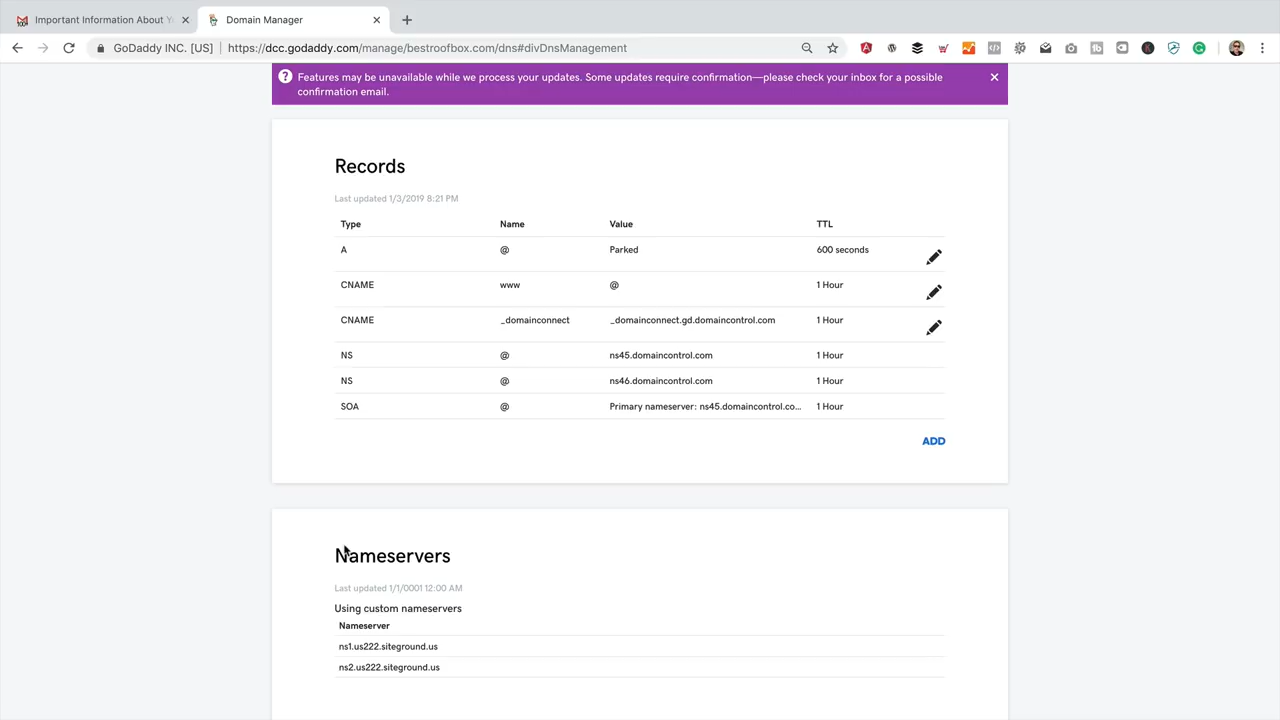 Important Information About Y
Domain Manager
GoDaddy INC. [US]
https://dcc.godaddy.com/manage/bestroofbox.com/dns#divDnsManagement
Features may be unavailable while we process your updates. Some updates require confirmation—please check your inbox for a possible
confirmation email.
Records
Last updated 1/3/2019 8:21 PM
Type Name Value TTL
A @ Parked 600 seconds
CNAME www @ 1 Hour
CNAME _domainconnect _domainconnect.gd.domaincontrol.com 1 Hour
NS @ ns45.domaincontrol.com 1 Hour
NS @ ns46.domaincontrol.com 1 Hour
SOA @ Primary nameserver: ns45.domaincontrol.co... 1 Hour
ADD
Nameservers
Last updated 1/1/0001 12:00 AM
Using custom nameservers
Nameserver
ns1.us222.siteground.us
ns2.us222.siteground.us